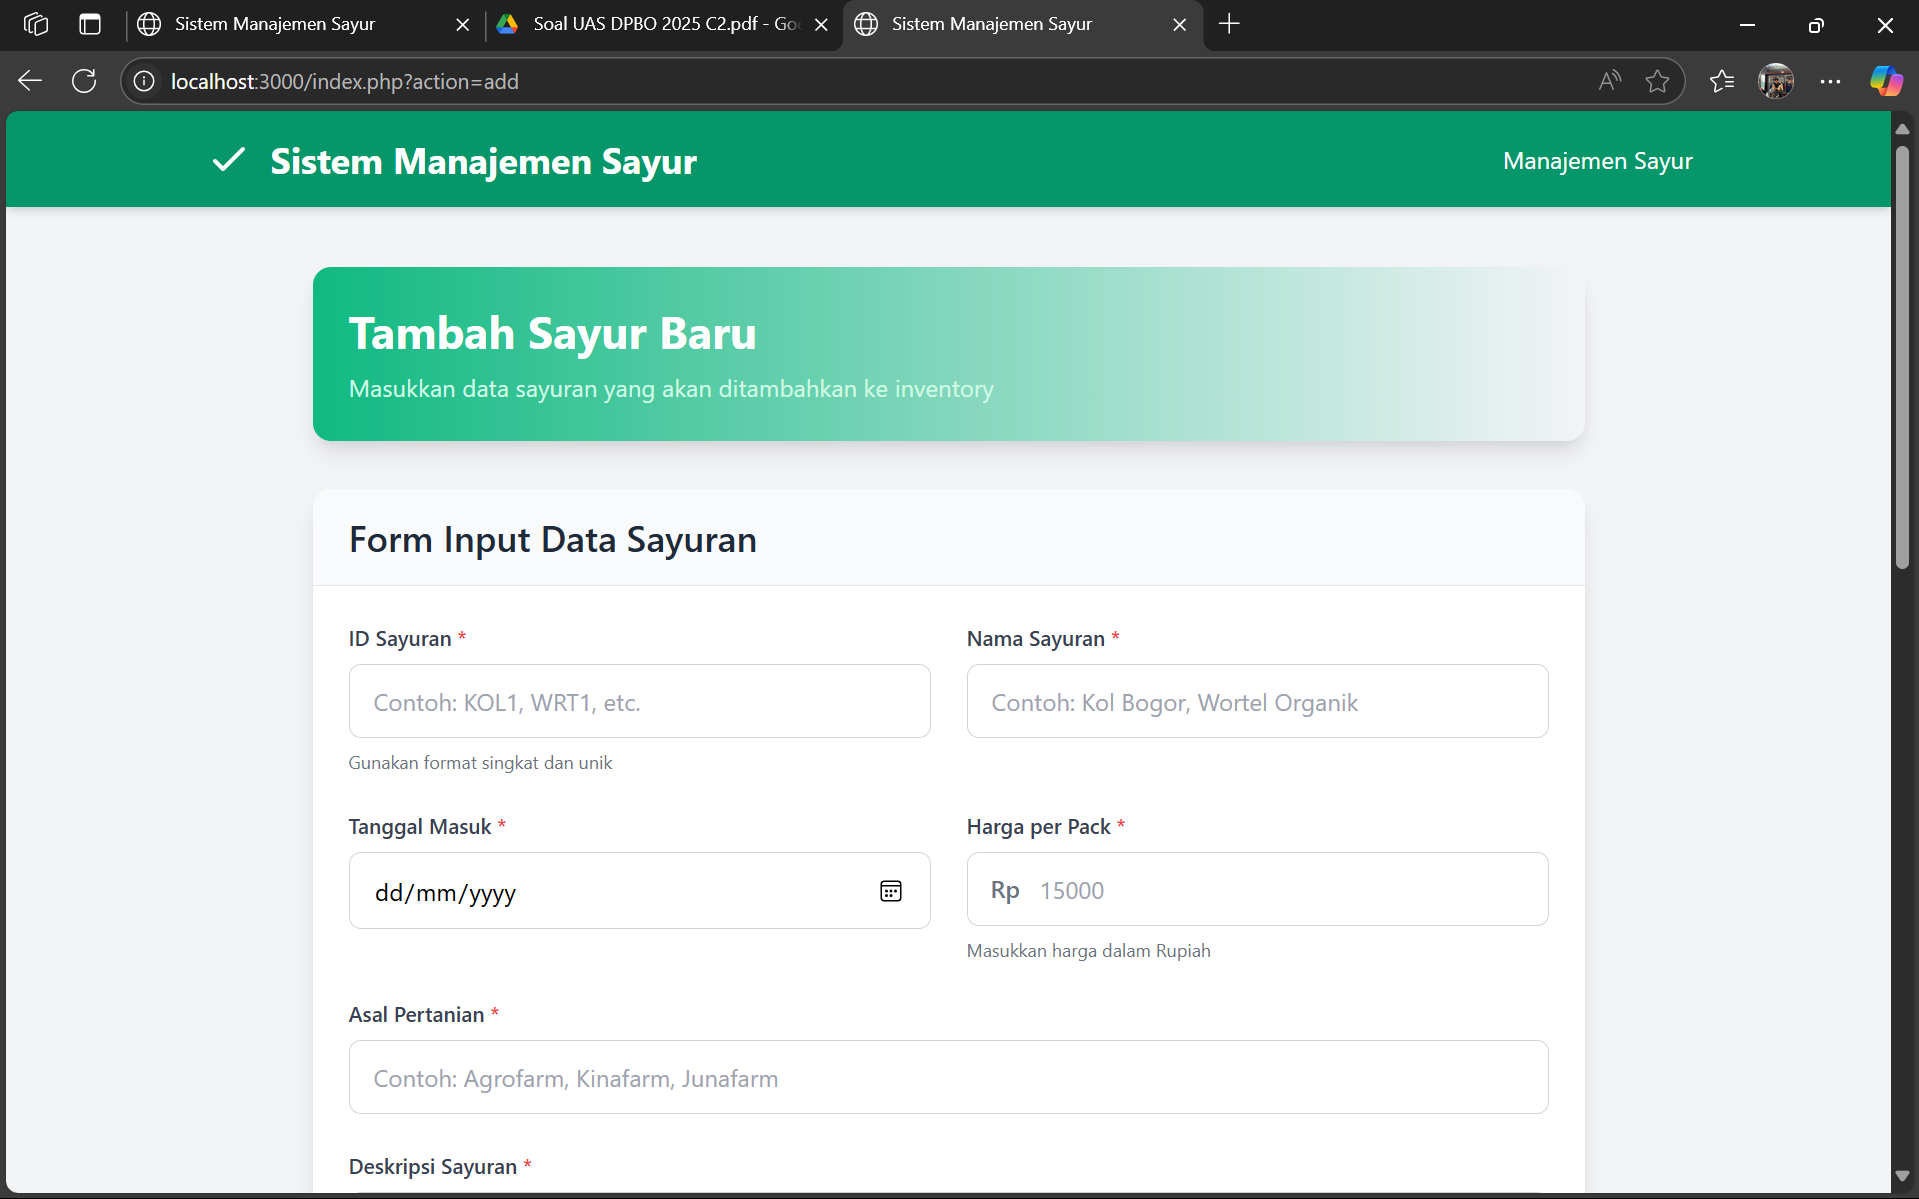 Sistem Manajemen Sayur
Soal UAS DPBO 2025 C2.pdf - Goo
Sistem Manajemen Sayur
localhost:3000/index.php?action=add
Sistem Manajemen Sayur
Manajemen Sayur
Tambah Sayur Baru
Masukkan data sayuran yang akan ditambahkan ke inventory
Form Input Data Sayuran
ID Sayuran *
Nama Sayuran *
Contoh: KOL1, WRT1, etc.
Contoh: Kol Bogor, Wortel Organik
Gunakan format singkat dan unik
Tanggal Masuk *
Harga per Pack *
dd/mm/yyyy
Rp 15000
Masukkan harga dalam Rupiah
Asal Pertanian *
Contoh: Agrofarm, Kinafarm, Junafarm
Deskripsi Sayuran *